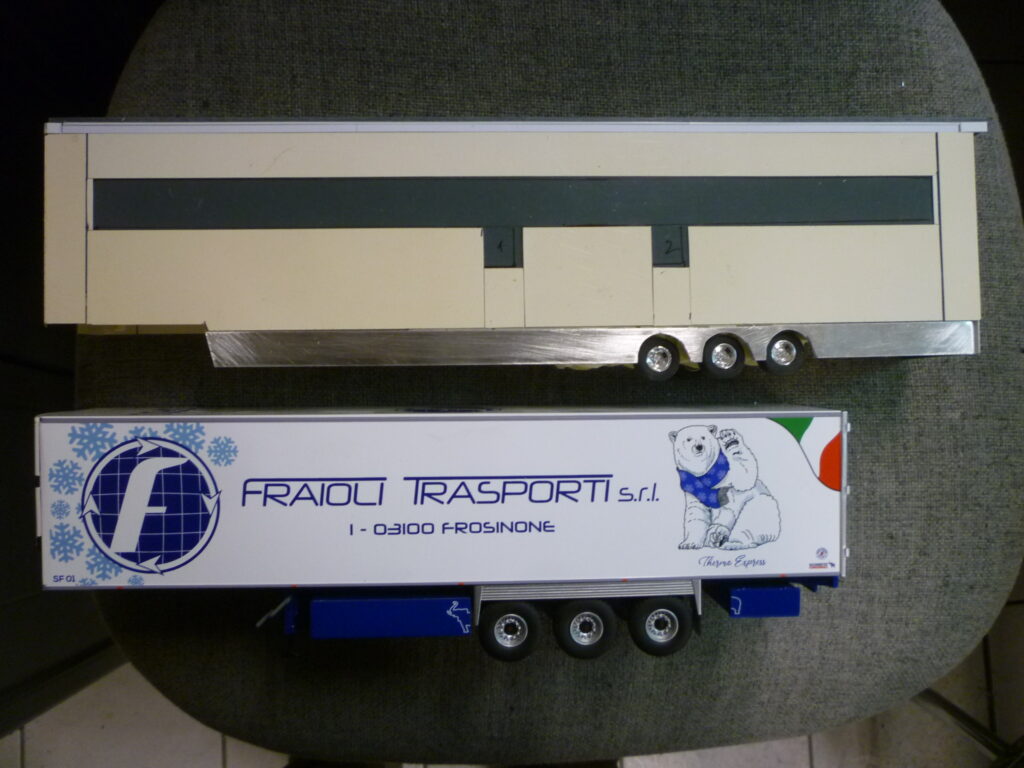 1 2
F
FRAIOLI TRASPORTI s.r.l.
I - 03100 FROSINONE
Thermo Express
SF 01